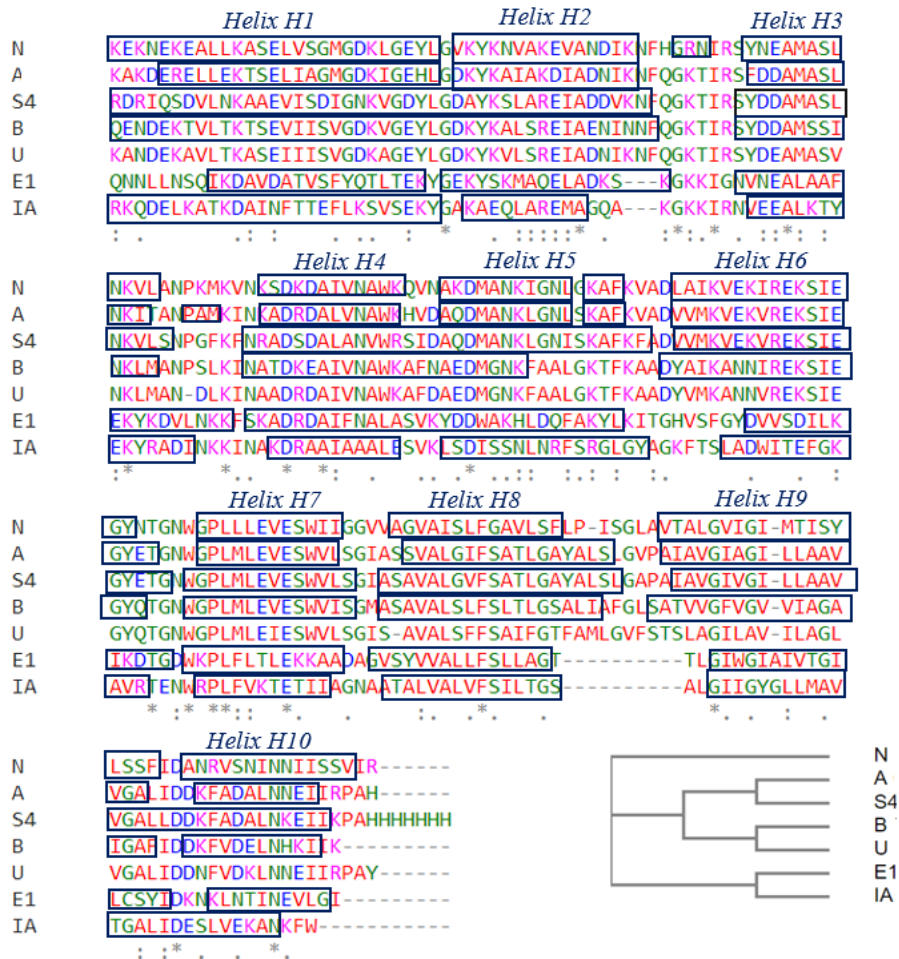 Helix H1 Helix H2 Helix H3
N KEKNEKEALLKASELVSGMGDKLGEYLGVKYKNVAKEVANDIKNFHGRNIRSYNEAMASL
A KAKDERELLEKTSELIAGMGDKIGEHLGDKYKAIAKDIADNIKNFQGKTIRSFDDAMASL
S4 RDRIQSDVLNKAAEVISDIGNKVGDYLGDAYKSLAREIADDVKNFQGKTIRSYDDAMASL
B QENDEKTVLTKTSEVIISVGDKVGEYLGDKYKALSREIAENINNFQGKTIRSYDDAMSSI
U KANDEKAVLTKASEIIISVGDKAGEYLGDKYKVLSREIADNIKNFQGKTIRSYDEAMASV
E1 QNNLLNSQIKDAVDATVSFYQTLTEKYGEKYSKMAQELADKS---KGKKIGNVNEALAAF
IA RKQDELKATKDAINFTTEFLKSVSEKYGAKAEQLAREMAGQA---KGKKIRNVEEALKTY
: . : : : . . . : * . : : : : : * . * : * . : : * : :
Helix H4 Helix H5 Helix H6
N NKVLANPKMKVNKSDKDAIVNAWKQVNAKDMANKIGNLGKAFKVADLAIKVEKIREKSIE
A NKITANPAMKINKADRDALVNAWKHVDAQDMANKLGNLSKAFKVADVVMKVEKVREKSIE
S4 NKVLSNPGFKFNRADSDALANVWRSIDAQDMANKLGNISKAFKFADVVMKVEKVREKSIE
B NKLMANPSLKINATDKEAIVNAWKAFNAEDMGNKFAALGKTFKAADYAIKANNIREKSIE
U NKLMAN-DLKINAADRDAIVNAWKAFDAEDMGNKFAALGKTFKAADYVMKANNVREKSIE
E1 EKYKDVLNKKFSKADRDAIFNALASVKYDDWAKHLDQFAKYLKITGHVSFGYDVVSDILK
IA EKYRADINKKINAKDRAAIAAALESVKLSDISSNLNRFSRGLGYAGKFTSLADWITEFGK
: * * . * * : . . . : : . : . . . :
Helix H7 Helix H8 Helix H9
N GYNTGNWGPLLLEVESWIIGGVVAGVAISLFGAVLSFLP-ISGLAVTALGVIGI-MTISY
A GYETGNWGPLMLEVESWVLSGIASSVALGIFSATLGAYALSLGVPAIAVGIAGI-LLAAV
S4 GYETGNWGPLMLEVESWVLSGIASAVALGVFSATLGAYALSLGAPAIAVGIVGI-LLAAV
B GYQTGNWGPLMLEVESWVISGMASAVALSLFSLTLGSALIAFGLSATVVGFVGV-VIAGA
U GYQTGNWGPLMLEIESWVLSGIS-AVALSFFSAIFGTFAMLGVFSTSLAGILAV-ILAGL
E1 IKDTGDWKPLFLTLEKKAADAGVSYVVALLFSLLAGT----------TLGIWGIAIVTGI
IA AVRTENWRPLFVKTETIIAGNAATALVALVFSILTGS----------ALGIIGYGLLMAV
* : * * * : : * . . : . * . . * . . .
Helix H10
N LSSFIDANRVSNINNIISSVIR------
A VGALIDDKFADALNNEIIRPAH------
S4 VGALLDDKFADALNKEIIKPAHHHHHHH
B IGAFIDDKFVDELNHKIIK---------
U VGALIDDNFVDKLNNEIIRPAY------
E1 LCSYIDKNKLNTINEVLGI---------
IA TGALIDESLVEKANKFW-----------
: : * . . *.
N
A
S4
B
U
E1
IA